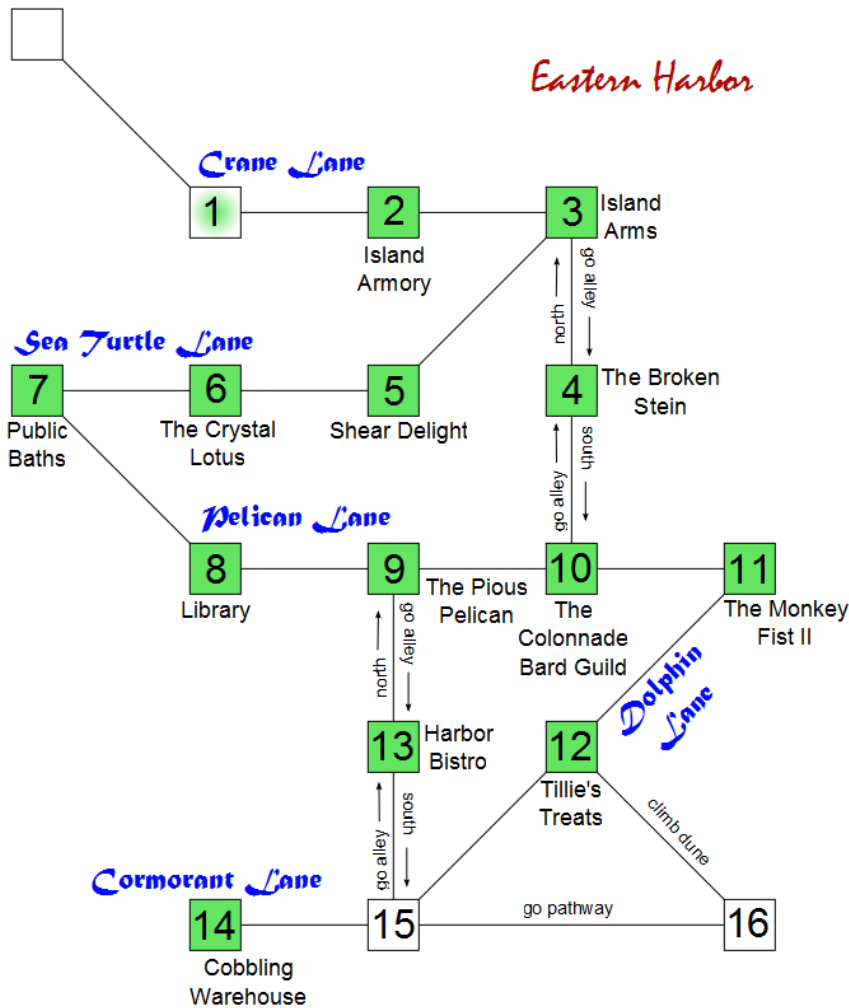 Eastern Harbor
Crane Lane
1
2
3
Island
Arms
Island
Armory
north
go alley
Sea Turtle Lane
7
6
5
4
The Broken
Stein
Public
Baths
The Crystal
Lotus
Shear Delight
go alley
south
Pelican Lane
8
9
10
11
Library
The Pious
Pelican
The
Colonnade
Bard Guild
The Monkey
Fist II
north
go alley
Dolphin
Lane
13
Harbor
Bistro
12
Tillie's
Treats
go alley
south
climb dune
Cormorant Lane
14
15
go pathway
16
Cobbling
Warehouse